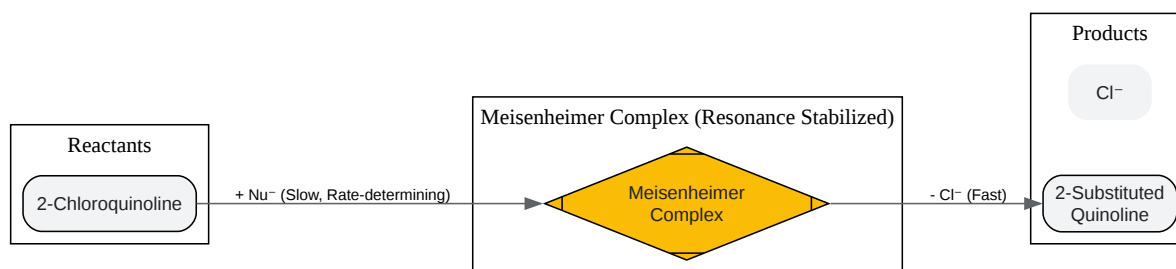 Reactants
2-Chloroquinoline
+ Nu⁻ (Slow, Rate-determining)
Meisenheimer Complex (Resonance Stabilized)
Meisenheimer
Complex
- Cl⁻ (Fast)
Products
Cl⁻
2-Substituted
Quinoline